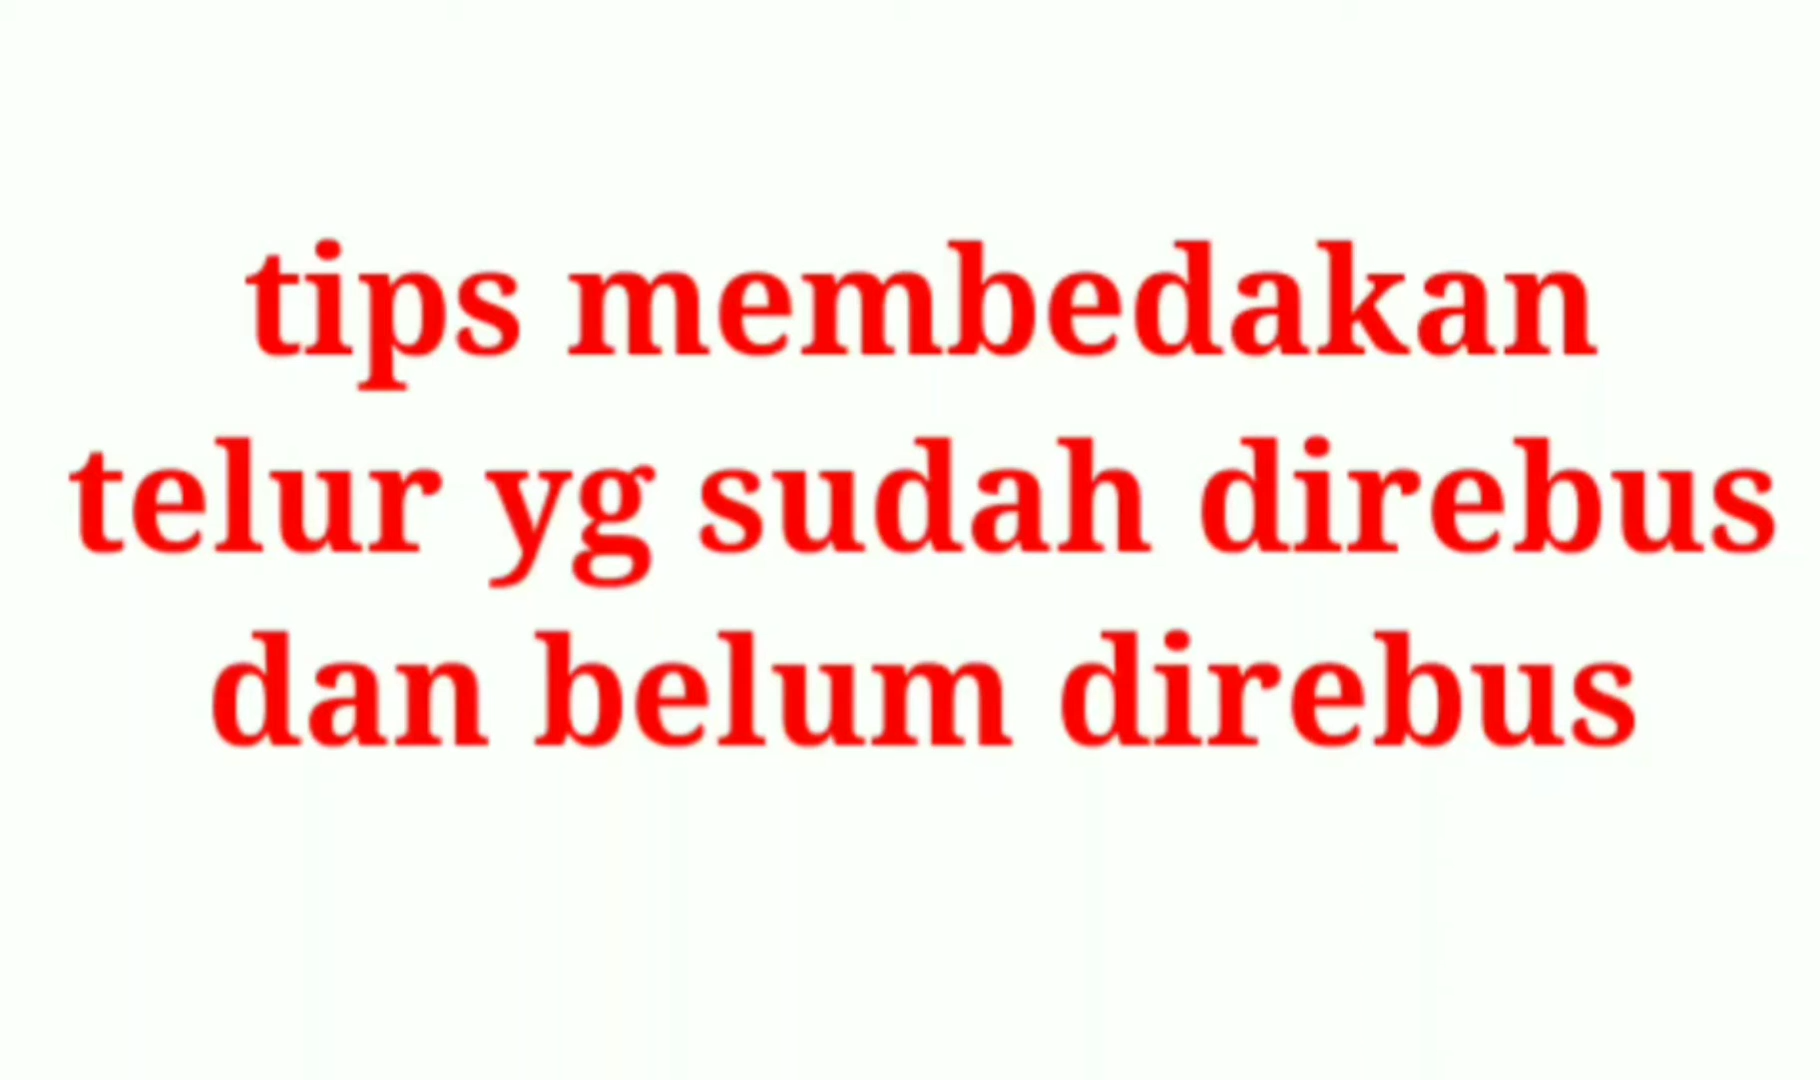 tips membedakan
telur yg sudah direbus
dan belum direbus